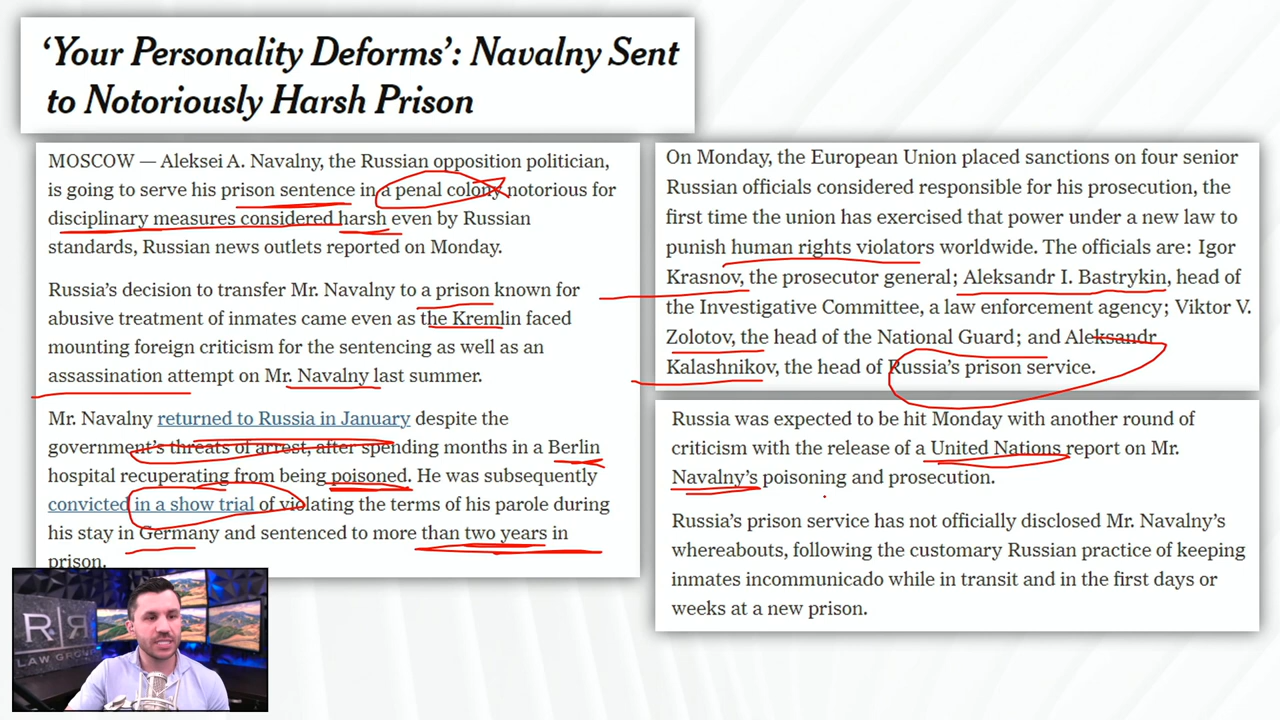 ‘Your Personality Deforms’: Navalny Sent
to Notoriously Harsh Prison
MOSCOW — Aleksei A. Navalny, the Russian opposition politician,
is going to serve his prison sentence in a penal colony notorious for
disciplinary measures considered harsh even by Russian
standards, Russian news outlets reported on Monday.
Russia’s decision to transfer Mr. Navalny to a prison known for
abusive treatment of inmates came even as the Kremlin faced
mounting foreign criticism for the sentencing as well as an
assassination attempt on Mr. Navalny last summer.
Mr. Navalny returned to Russia in January despite the
government’s threats of arrest, after spending months in a Berlin
hospital recuperating from being poisoned. He was subsequently
convicted in a show trial of violating the terms of his parole during
his stay in Germany and sentenced to more than two years in
prison.
On Monday, the European Union placed sanctions on four senior
Russian officials considered responsible for his prosecution, the
first time the union has exercised that power under a new law to
punish human rights violators worldwide. The officials are: Igor
Krasnov, the prosecutor general; Aleksandr I. Bastrykin, head of
the Investigative Committee, a law enforcement agency; Viktor V.
Zolotov, the head of the National Guard; and Aleksandr
Kalashnikov, the head of Russia’s prison service.
Russia was expected to be hit Monday with another round of
criticism with the release of a United Nations report on Mr.
Navalny’s poisoning and prosecution.
Russia’s prison service has not officially disclosed Mr. Navalny’s
whereabouts, following the customary Russian practice of keeping
inmates incommunicado while in transit and in the first days or
weeks at a new prison.
R|R
LAW GROUP